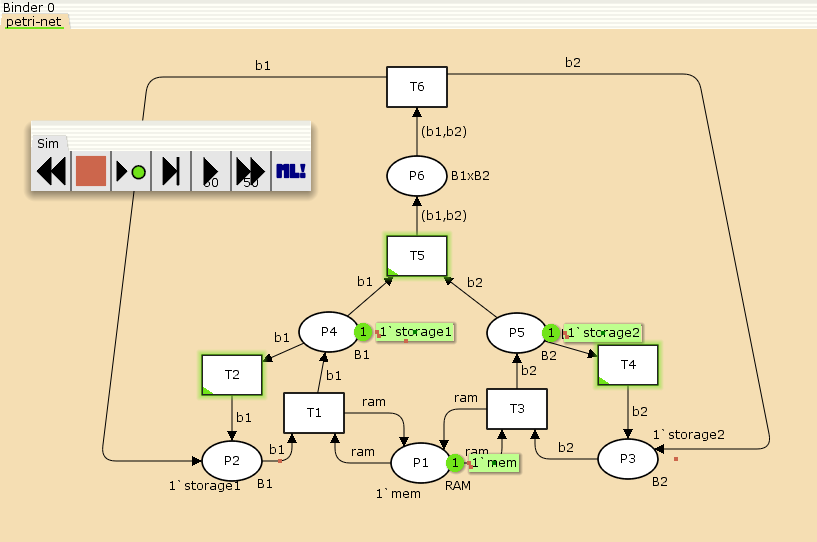 Binder 0
petri-net
b1
b2
T6
(b1,b2)
Sim
60
50
ML!
P6
B1xB2
(b1,b2)
T5
b1
b2
P4
1
1`storage1
B1
P5
1
1`storage2
B2
b1
T2
b1
T4
b2
ram
ram
T1
T3
b1
b2
1`storage2
b1
ram
ram
b2
P2
P1
1
1`mem
P3
1`storage1
B1
1`mem
RAM
B2